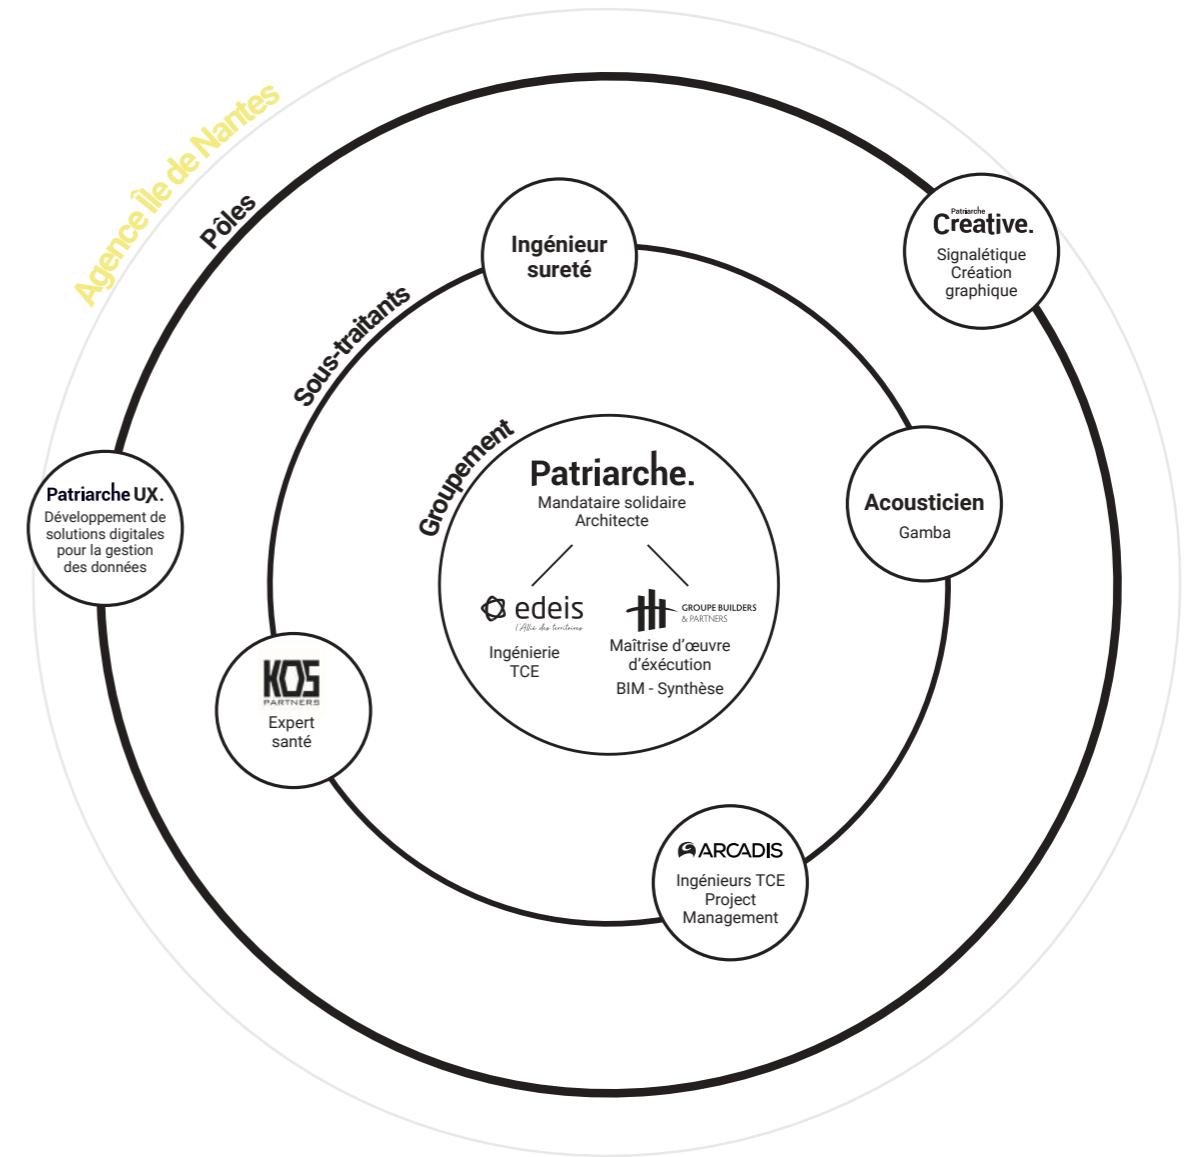 Agence Île de Nantes
Pôles
Sous-traitants
Groupement
Ingénieur
sureté
Patriarche
Creative.
Signalétique
Création
graphique
Patriarche UX.
Développement de
solutions digitales
pour la gestion
des données
Acousticien
Gamba
Patriarche.
Mandataire solidaire
Architecte
edeis
l'Allié des territoires
Ingénierie
TCE
GROUPE BUILDERS
& PARTNERS
Maîtrise d'œuvre
d'éxécution
BIM - Synthèse
KOS
PARTNERS
Expert
santé
ARCADIS
Ingénieurs TCE
Project
Management